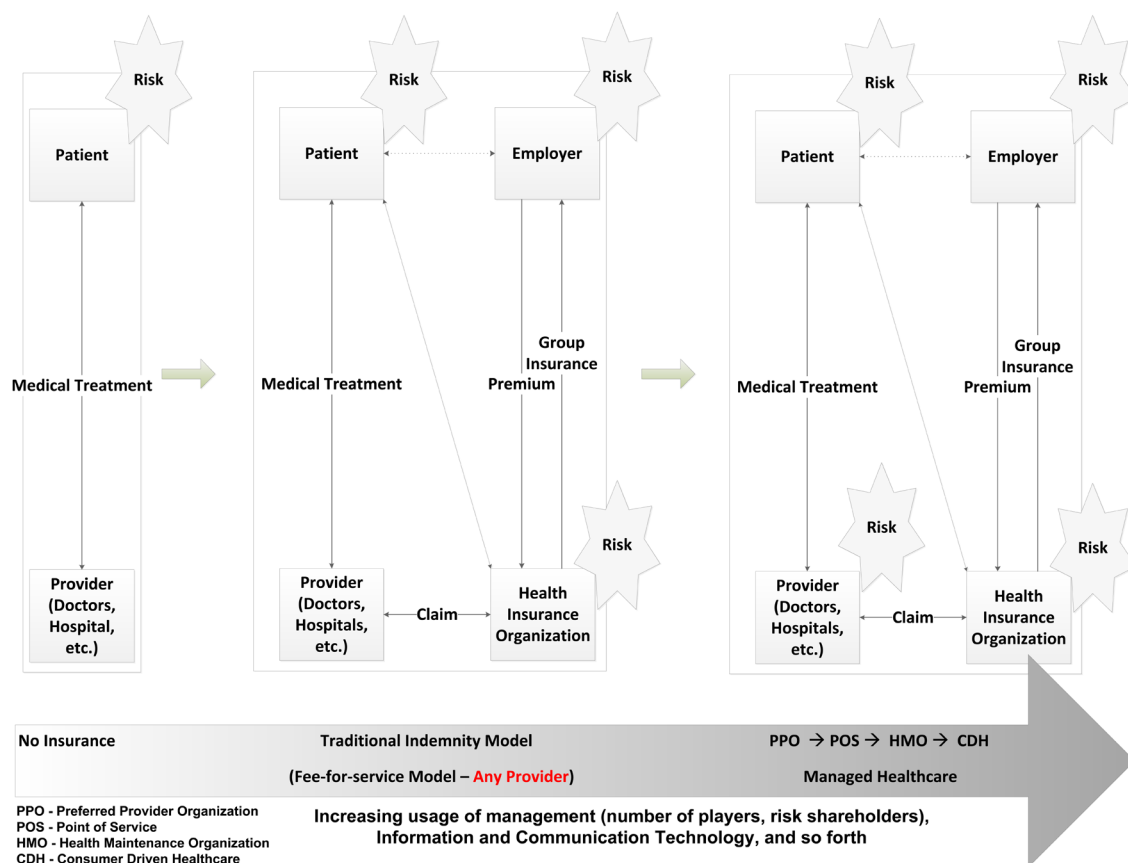 Risk
Patient
Medical Treatment
Provider
(Doctors,
Hospital,
etc.)
Risk
Risk
Patient
Employer
Medical Treatment
Premium
Group
Insurance
Risk
Provider
(Doctors,
Hospitals,
etc.)
Claim
Health
Insurance
Organization
Risk
Risk
Patient
Employer
Medical Treatment
Premium
Group
Insurance
Risk
Risk
Provider
(Doctors,
Hospitals,
etc.)
Claim
Health
Insurance
Organization
No Insurance
Traditional Indemnity Model
(Fee-for-service Model – Any Provider)
PPO → POS → HMO → CDH
Managed Healthcare
PPO - Preferred Provider Organization
POS - Point of Service
HMO - Health Maintenance Organization
CDH - Consumer Driven Healthcare
Increasing usage of management (number of players, risk shareholders),
Information and Communication Technology, and so forth